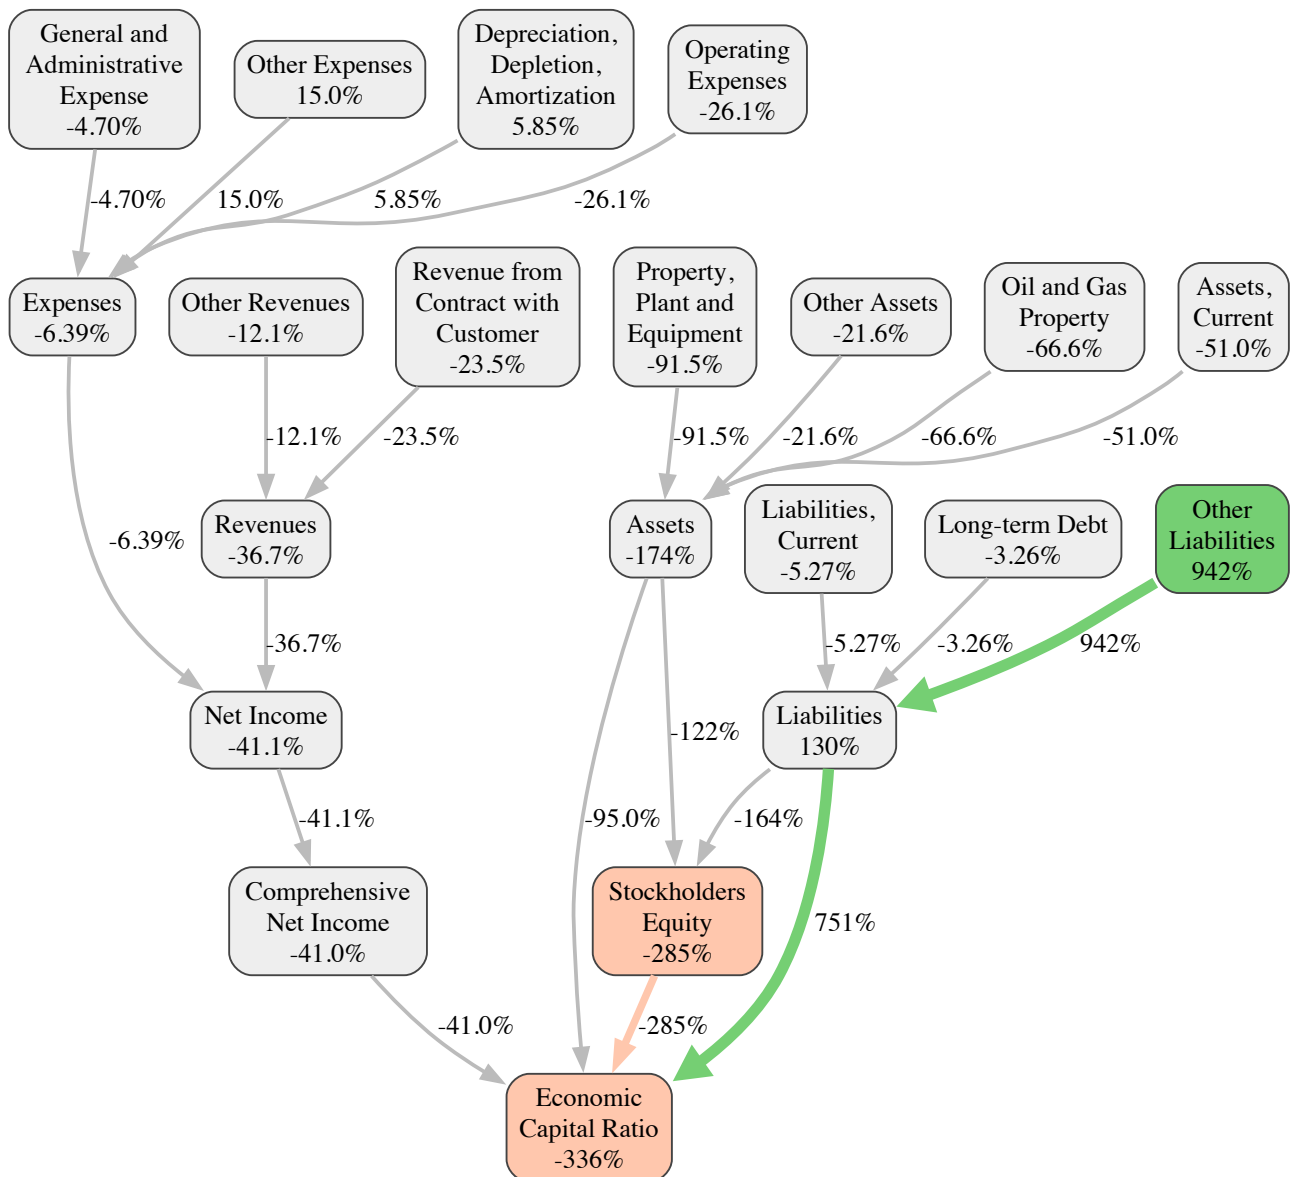 General and
Administrative
Expense
-4.70%
Other Expenses
15.0%
Depreciation,
Depletion,
Amortization
5.85%
Operating
Expenses
-26.1%
-4.70%
15.0%
5.85%
-26.1%
Expenses
-6.39%
Other Revenues
-12.1%
Revenue from
Contract with
Customer
-23.5%
Property,
Plant and
Equipment
-91.5%
Other Assets
-21.6%
Oil and Gas
Property
-66.6%
Assets,
Current
-51.0%
-12.1%
-23.5%
-91.5%
-21.6%
-66.6%
-51.0%
-6.39%
Revenues
-36.7%
Assets
-174%
Liabilities,
Current
-5.27%
Long-term Debt
-3.26%
Other
Liabilities
942%
-36.7%
-5.27%
-3.26%
942%
Net Income
-41.1%
-122%
Liabilities
130%
-41.1%
-95.0%
-164%
Comprehensive
Net Income
-41.0%
Stockholders
Equity
-285%
751%
-41.0%
-285%
Economic
Capital Ratio
-336%